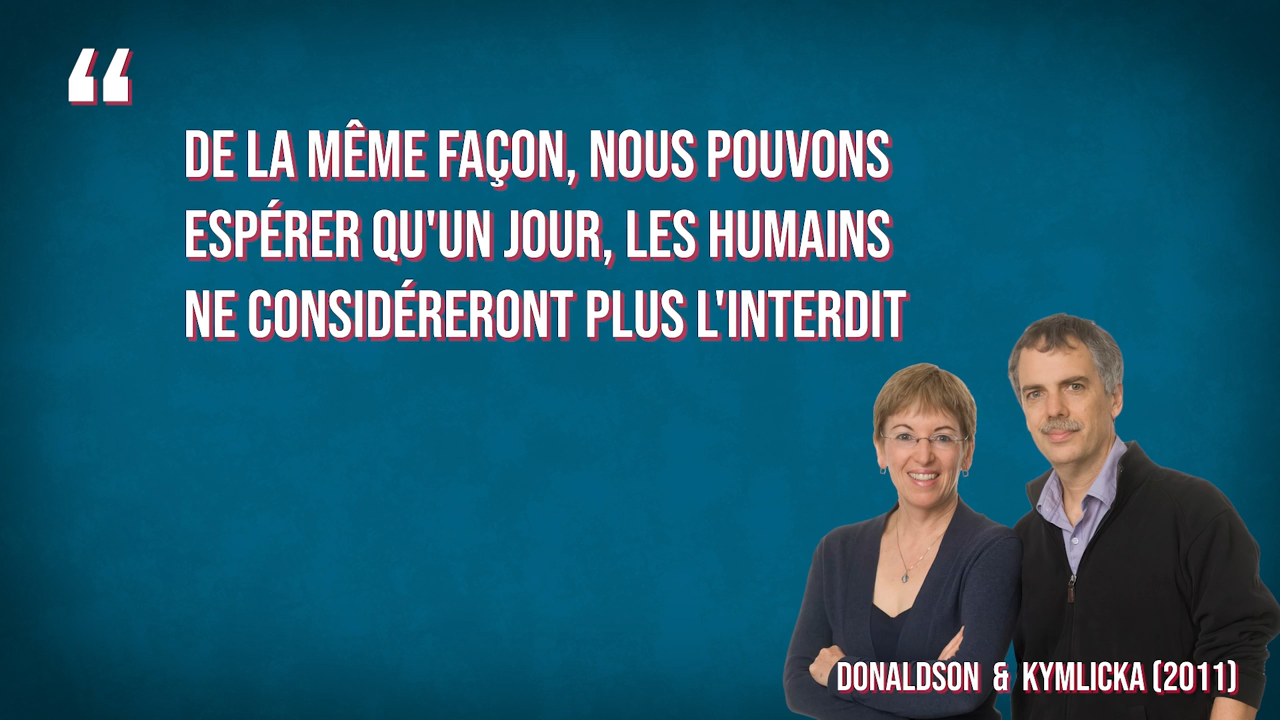 “
DE LA MÊME FAÇON, NOUS POUVONS
ESPÉRER QU'UN JOUR, LES HUMAINS
NE CONSIDÉRERONT PLUS L'INTERDIT
DONALDSON & KYMLICKA (2011)